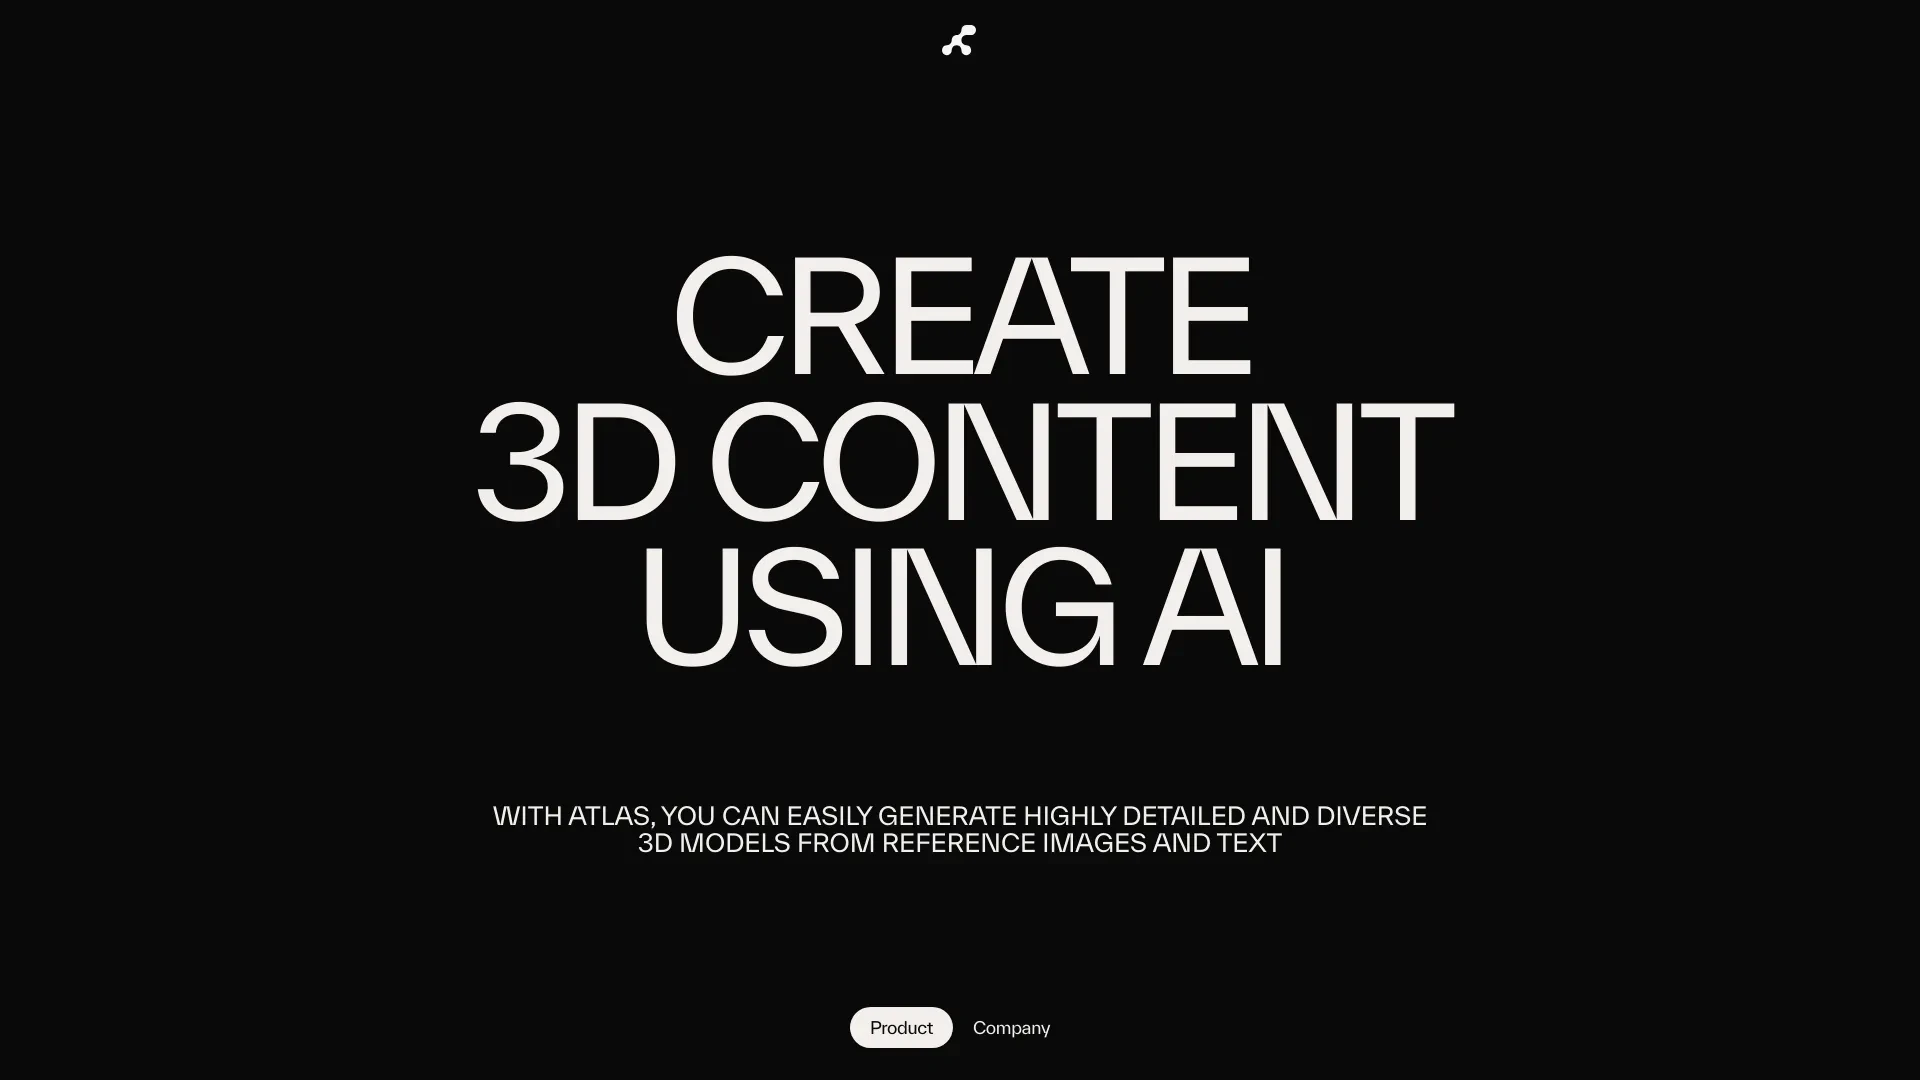 CREATE
3D CONTENT
USING AI
WITH ATLAS, YOU CAN EASILY GENERATE HIGHLY DETAILED AND DIVERSE
3D MODELS FROM REFERENCE IMAGES AND TEXT
Product Company